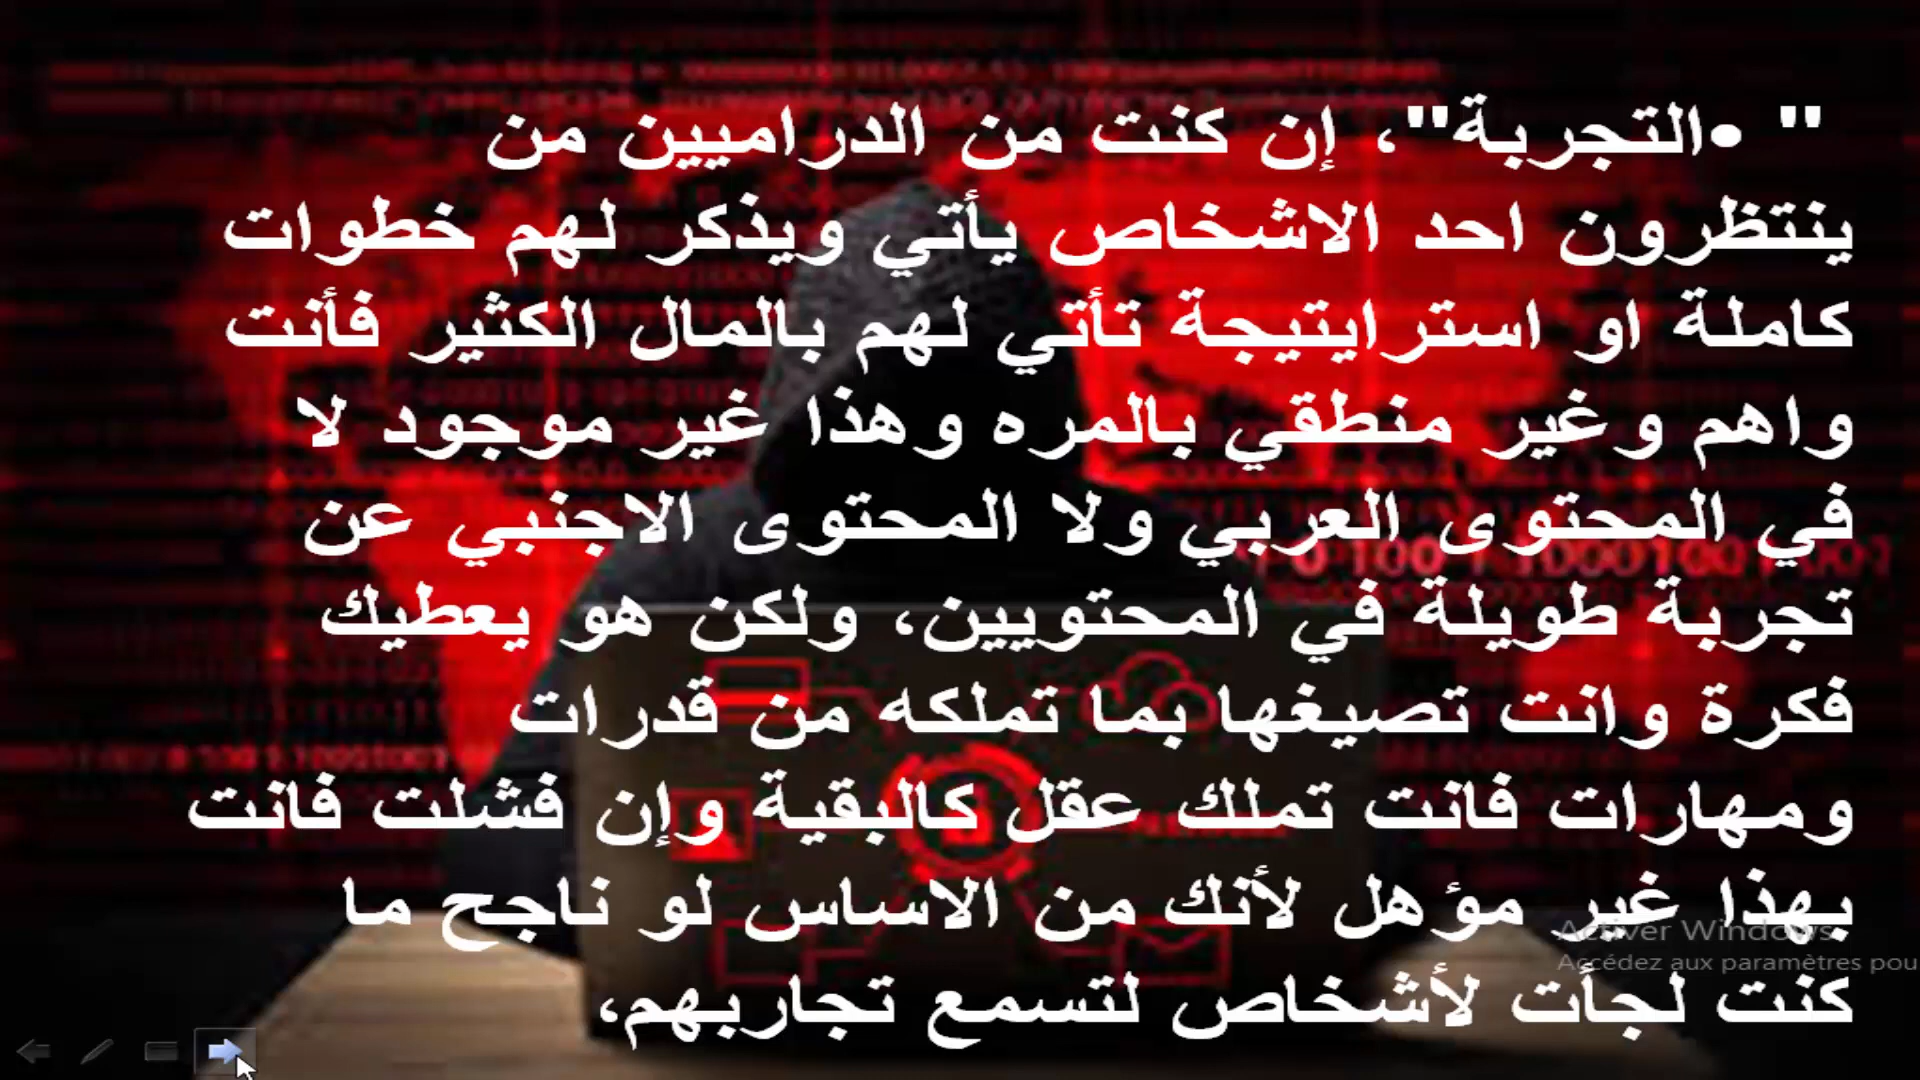 " •التجربة"، إن كنت من الدراميين من
ينتظرون احد الاشخاص يأتي ويذكر لهم خطوات
كاملة او استرايتيجة تأتي لهم بالمال الكثير فأنت
واهم وغير منطقي بالمره وهذا غير موجود لا
في المحتوى العربي ولا المحتوى الاجنبي عن
تجربة طويلة في المحتويين، ولكن هو يعطيك
فكرة وانت تصيغها بما تملكه من قدرات
ومهارات فانت تملك عقل كالبقية وإن فشلت فانت
بهذا غير مؤهل لأنك من الاساس لو ناجح ما
كنت لجأت لأشخاص لتسمع تجاربهم،
Activer Windows
Accédez aux paramètres pou